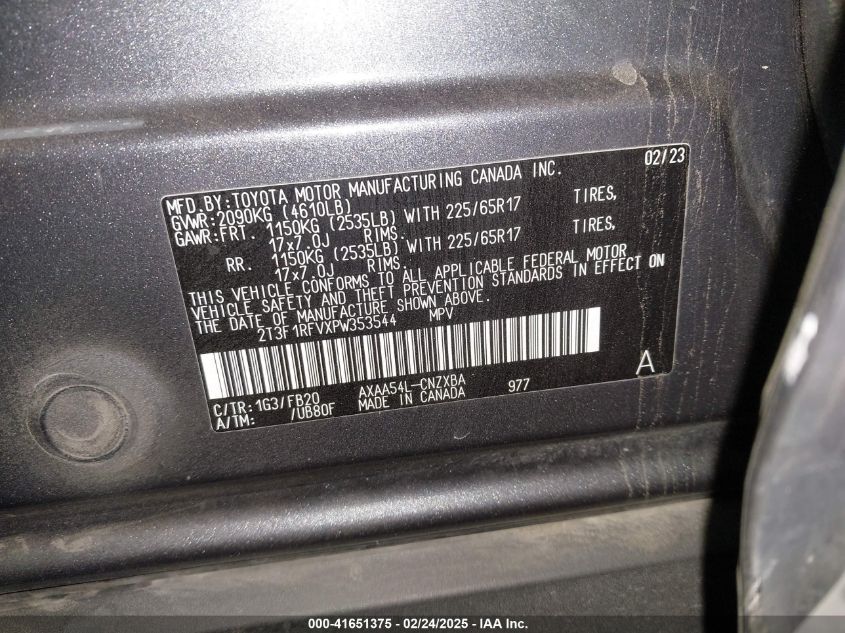 02/23
MFD.BY:TOYOTA MOTOR MANUFACTURING CANADA INC.
GVWR:2090KG (4610LB)
GAWR:FRT. 1150KG (2535LB) WITH 225/65R17 TIRES,
17x7.0J RIMS.
RR. 1150KG (2535LB) WITH 225/65R17 TIRES,
17x7.0J RIMS.
THIS VEHICLE CONFORMS TO ALL APPLICABLE FEDERAL MOTOR
VEHICLE SAFETY AND THEFT PREVENTION STANDARDS IN EFFECT ON
THE DATE OF MANUFACTURE SHOWN ABOVE.
2T3F1RFVXPW353544 MPV
C/TR:1G3/FB20 AXAA54L-CNZXBA 977 A
A/TM: /UB80F MADE IN CANADA
000-41651375 - 02/24/2025 - IAA Inc.